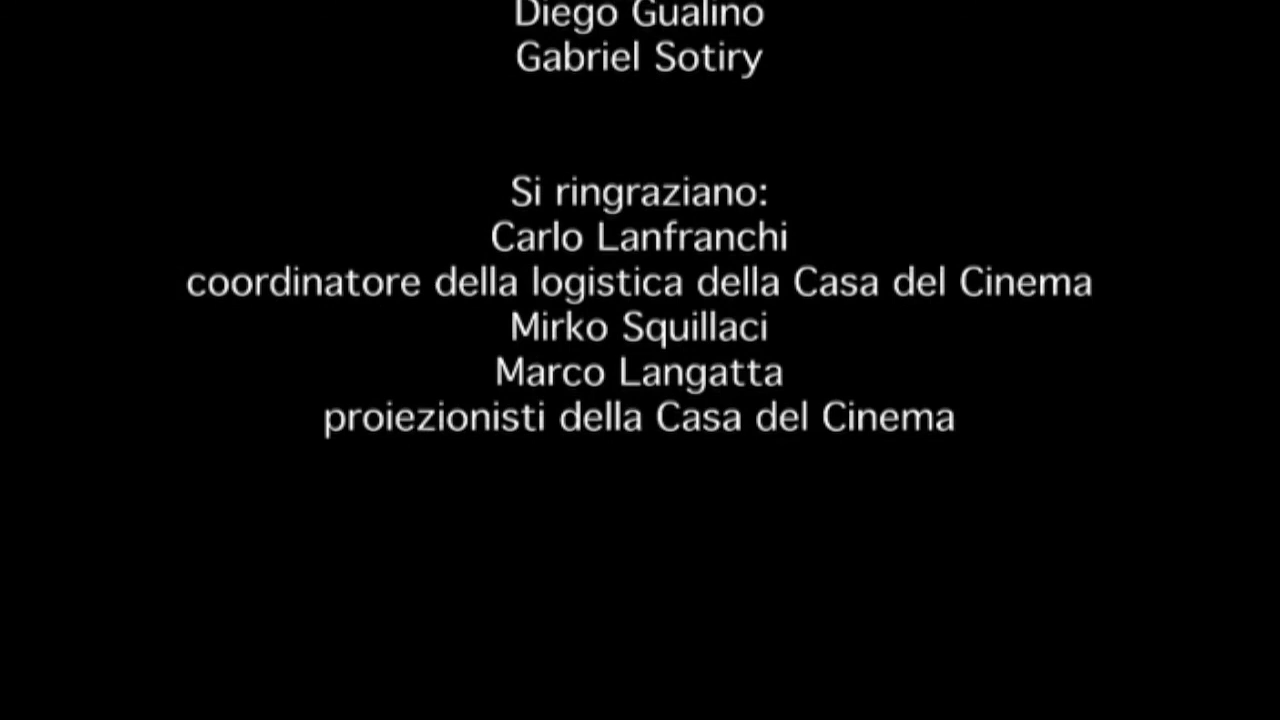 Diego Gualino
Gabriel Sotiry
Si ringraziano:
Carlo Lanfranchi
coordinatore della logistica della Casa del Cinema
Mirko Squillaci
Marco Langatta
proiezionisti della Casa del Cinema